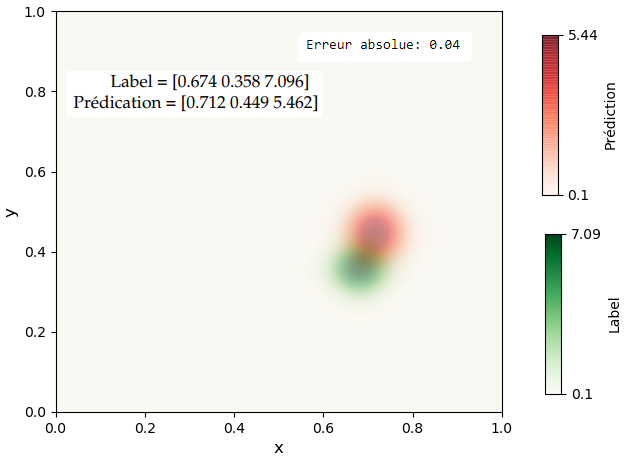 Erreur absolue: 0.04
Label = [0.674 0.358 7.096]
Prédication = [0.712 0.449 5.462]
1.0
0.8
0.6
0.4
0.2
0.0
y
0.0 0.2 0.4 0.6 0.8 1.0
x
5.44
0.1
Prédiction
7.09
0.1
Label